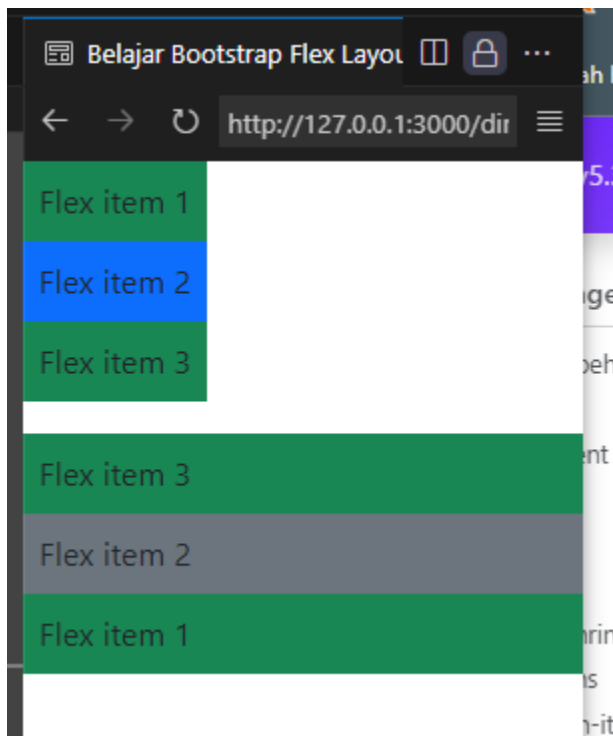 Belajar Bootstrap Flex Layou
http://127.0.0.1:3000/dir
Flex item 1
Flex item 2
Flex item 3
Flex item 3
Flex item 2
Flex item 1